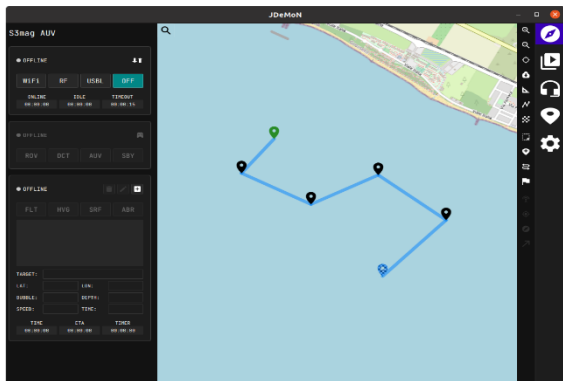 JDeMoN
S3mag AUV
OFFLINE
WiFi RF USBL OFF
ONLINE IDLE TIMEOUT
00:00:00 00:00:00 00:00:15
OFFLINE
RDV DCT AUV SBY
OFFLINE
FLT NVG SRF ABR
TARGET:
LAT: LON:
BUBBLE: DEPTH:
SPEED: TIME:
TIME ETA TIMER
00:00:00 00:00:00 00:00:00